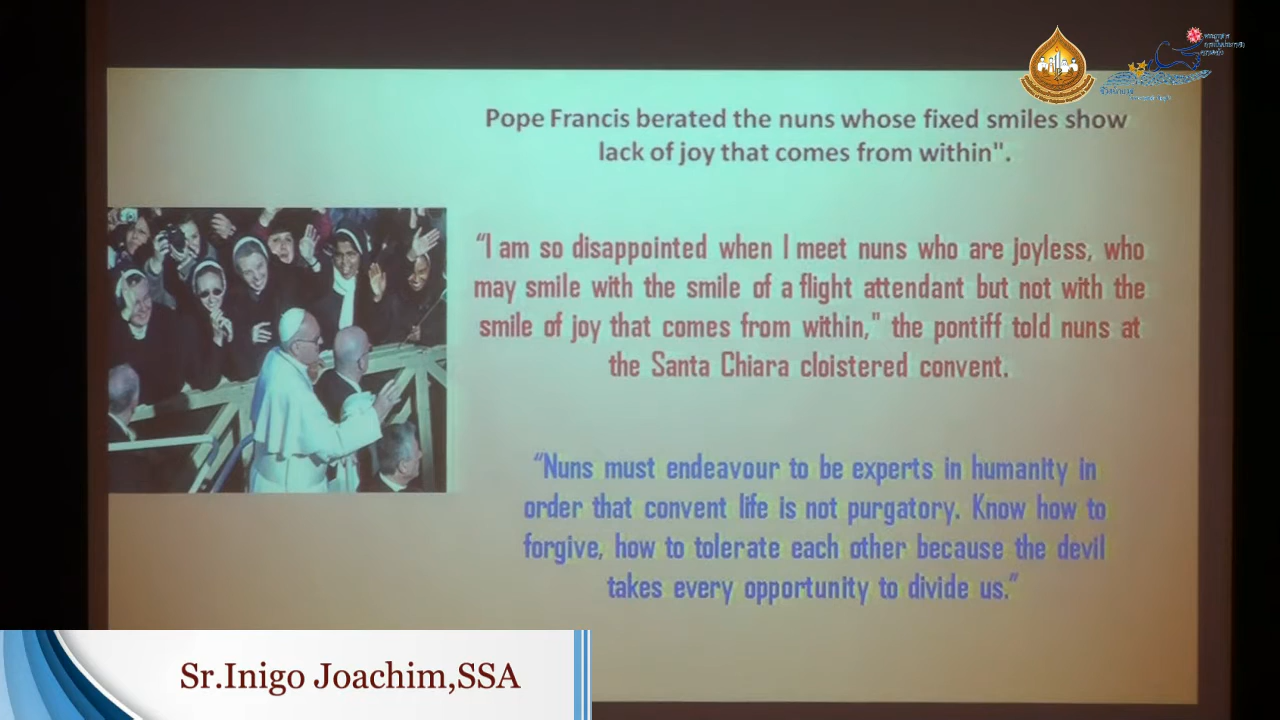 Pope Francis berated the nuns whose fixed smiles show
lack of joy that comes from within".
“I am so disappointed when I meet nuns who are joyless, who
may smile with the smile of a flight attendant but not with the
smile of joy that comes from within," the pontiff told nuns at
the Santa Chiara cloistered convent.
“Nuns must endeavour to be experts in humanity in
order that convent life is not purgatory. Know how to
forgive, how to tolerate each other because the devil
takes every opportunity to divide us.”
Sr.Inigo Joachim,SSA